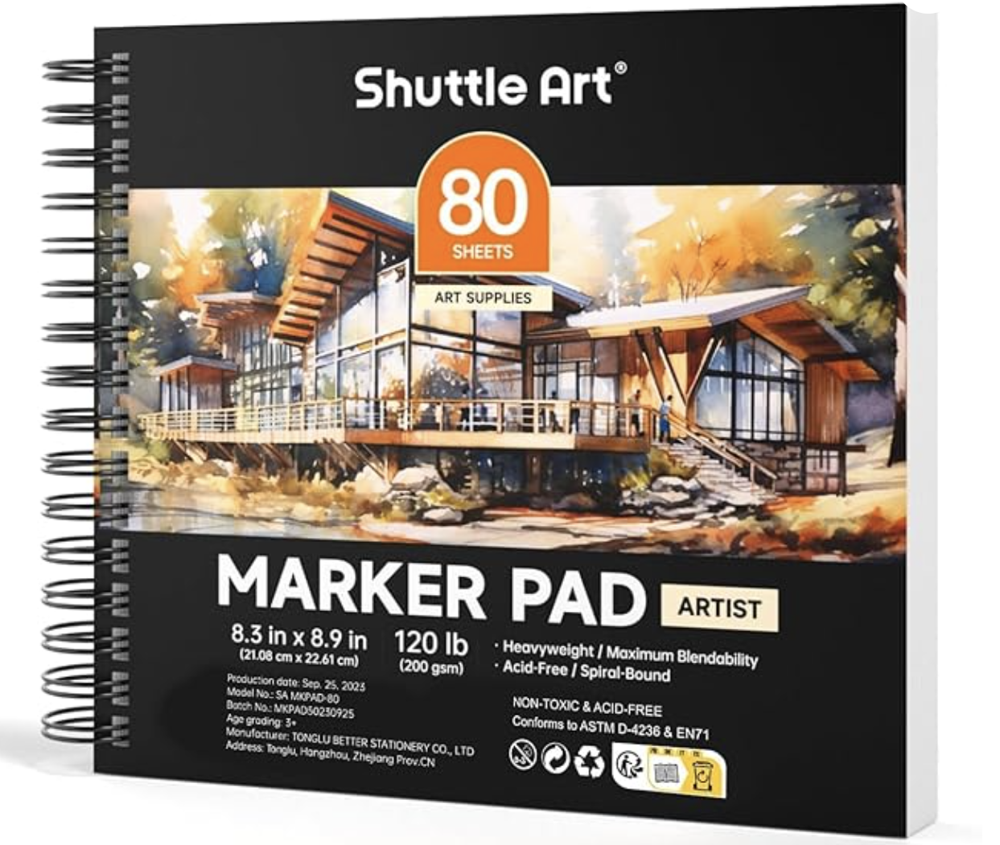 Shuttle Art®
80
SHEETS
ART SUPPLIES
MARKER PAD
ARTIST
8.3 in x 8.9 in
(21.08 cm x 22.61 cm)
120 lb
(200 gsm)
· Heavyweight / Maximum Blendability
· Acid-Free / Spiral-Bound
Production date: Sep. 25, 2023
Model No.: SA MKPAD-80
Batch No.: MKPAD50230925
Age grading: 3+
Manufacturer: TONGLU BETTER STATIONERY CO., LTD
Address: Tonglu, Hangzhou, Zhejiang Prov.CN
NON-TOXIC & ACID-FREE
Conforms to ASTM D-4236 & EN71
0-3